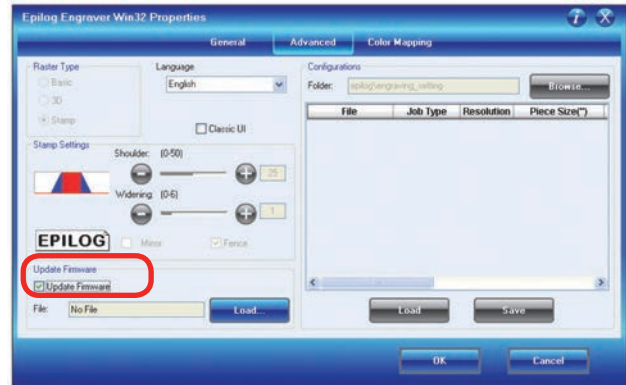 Epilog Engraver Win32 Properties
General Advanced Color Mapping
Raster Type
Basic
3D
Stamp
Language
English
Classic UI
Stamp Settings
Shoulder: (0-50)
25
Widening: (0-6)
1
EPILOG
Mirror Fence
Update Firmware
Update Firmware
File: No File Load...
Configurations
Folder: epilog\engraving_setting Browse...
File Job Type Resolution Piece Size(")
Load Save
OK Cancel